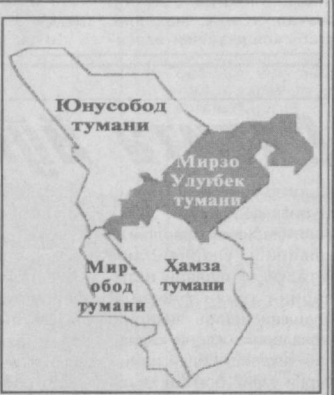 Юнусобод
тумани
Мирзо
Улуғбек
тумани
Мир-
обод
тумани
Ҳамза
тумани